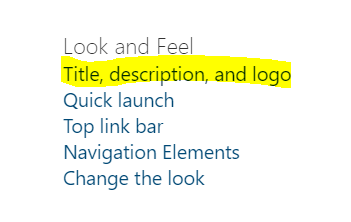 Look and Feel
Title, description, and logo
Quick launch
Top link bar
Navigation Elements
Change the look